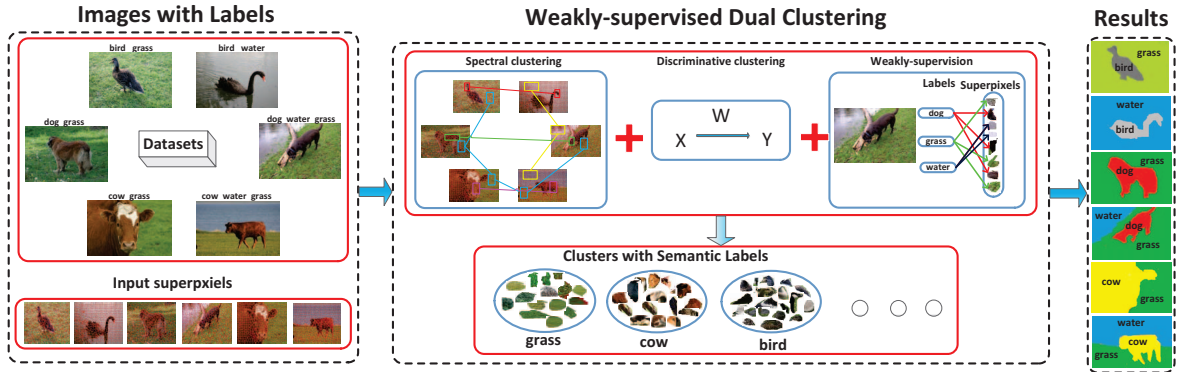 Images with Labels
bird grass
bird water
dog grass
Datasets
dog water grass
cow grass
cow water grass
Input superpxiels
Weakly-supervised Dual Clustering
Spectral clustering
Discriminative clustering
Weakly-supervision
X W Y
Labels
Superpixels
dog
grass
water
Clusters with Semantic Labels
grass
cow
bird
Results
grass
bird
water
bird
grass
dog
water
dog
grass
cow
grass
water
cow
grass